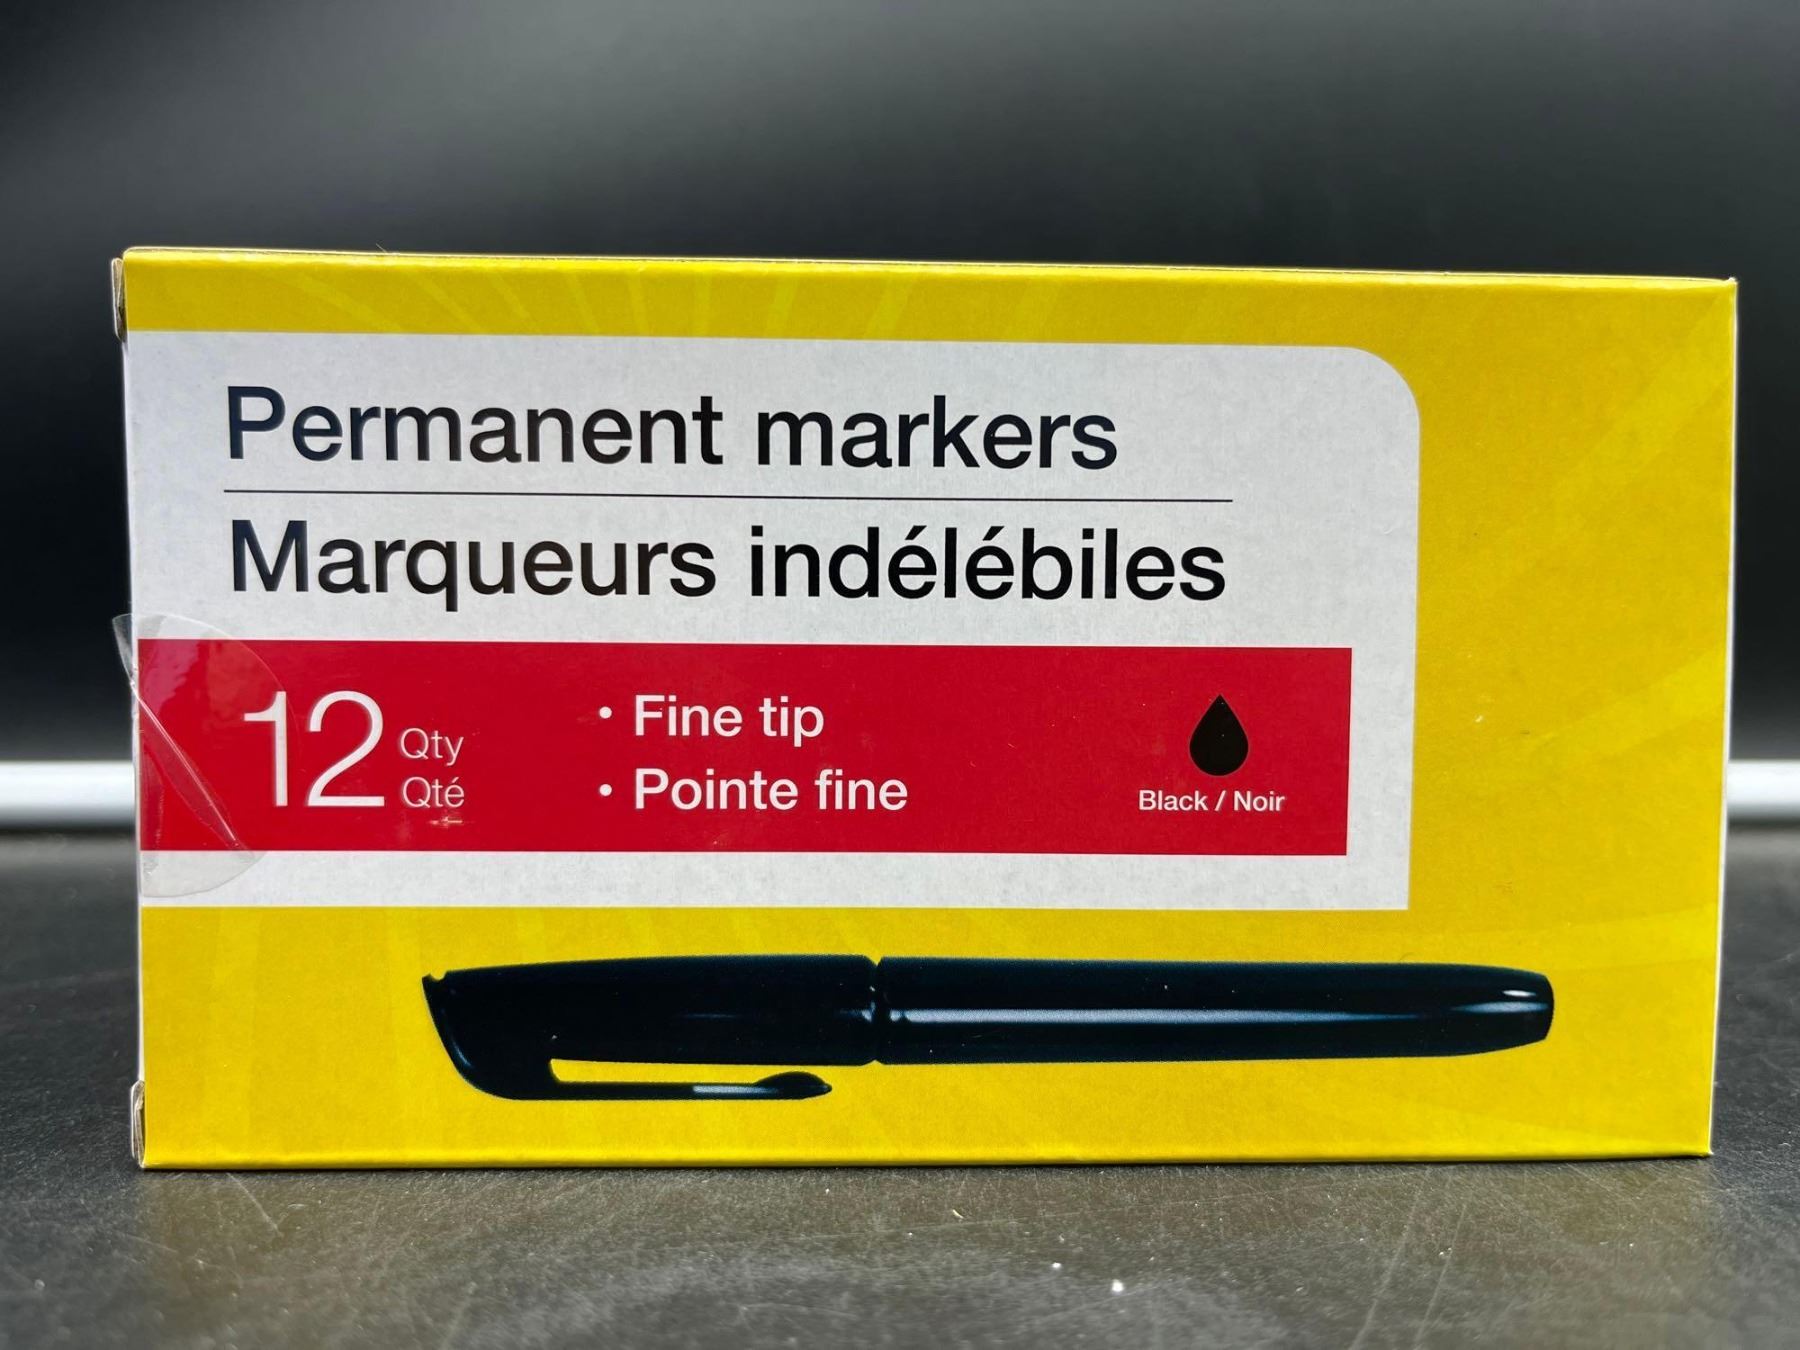 Permanent markers
Marqueurs indélébiles
12 Qty
Qté
• Fine tip
• Pointe fine
Black / Noir